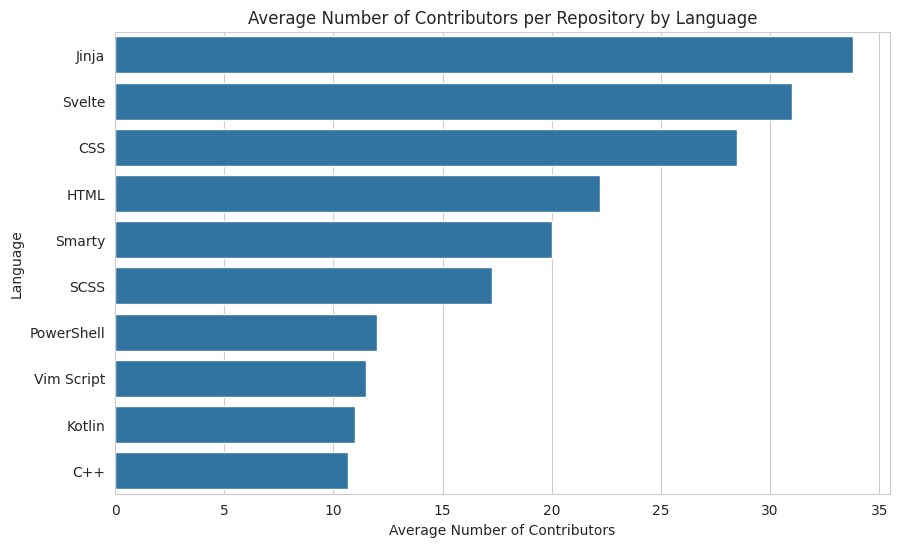 Average Number of Contributors per Repository by Language
Language
Jinja
Svelte
CSS
HTML
Smarty
SCSS
PowerShell
Vim Script
Kotlin
C++
0 5 10 15 20 25 30 35
Average Number of Contributors